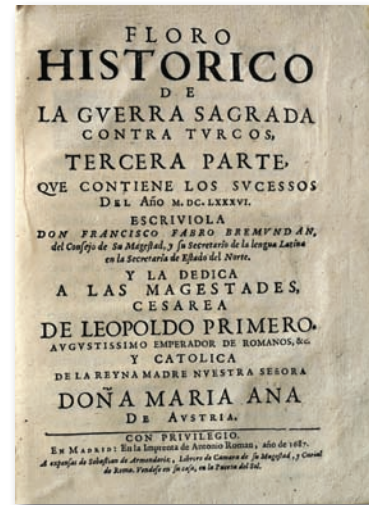 FLORO
HISTORICO
DE
LA GVERRA SAGRADA
CONTRA TVRCOS,
TERCERA PARTE,
QVE CONTIENE LOS SVCESSOS
DEL Año M. DC. LXXXVI.
ESCRIVIOLA
DON FRANCISCO FABRO BREMVNDAN,
del Consejo de Su Magestad, y su Secretario de la lengua Latina
en la Secretaría de Estado del Norte.
Y LA DEDICA
A LAS MAGESTADES,
CESAREA
DE LEOPOLDO PRIMERO.
AVGVSTISSIMO EMPERADOR DE ROMANOS, &c.
Y CATOLICA
DE LA REYNA MADRE NVESTRA SEñORA
DOÑA MARIA ANA
DE AVSTRIA.
CON PRIVILEGIO.
EN MADRID: En la Imprenta de Antonio Roman, año de 1687.
A expensas de Sebastian de Armendariz, Librero de Camara de su Magestad, y Curial
de Roma. Vendese en su casa, en la Puerta del Sol.